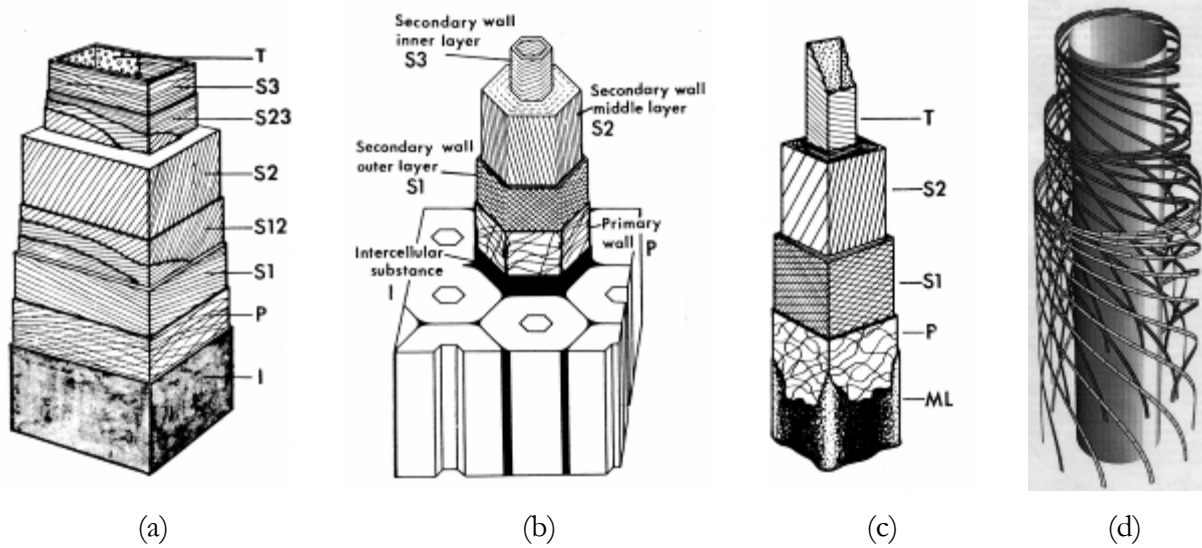 T
S3
S23
S2
S12
S1
P
I
Secondary wall
inner layer
S3
Secondary wall
middle layer
S2
Secondary wall
outer layer
S1
Primary
wall P
Intercellular
substance
I
T
S2
S1
P
ML
(a)
(b)
(c)
(d)